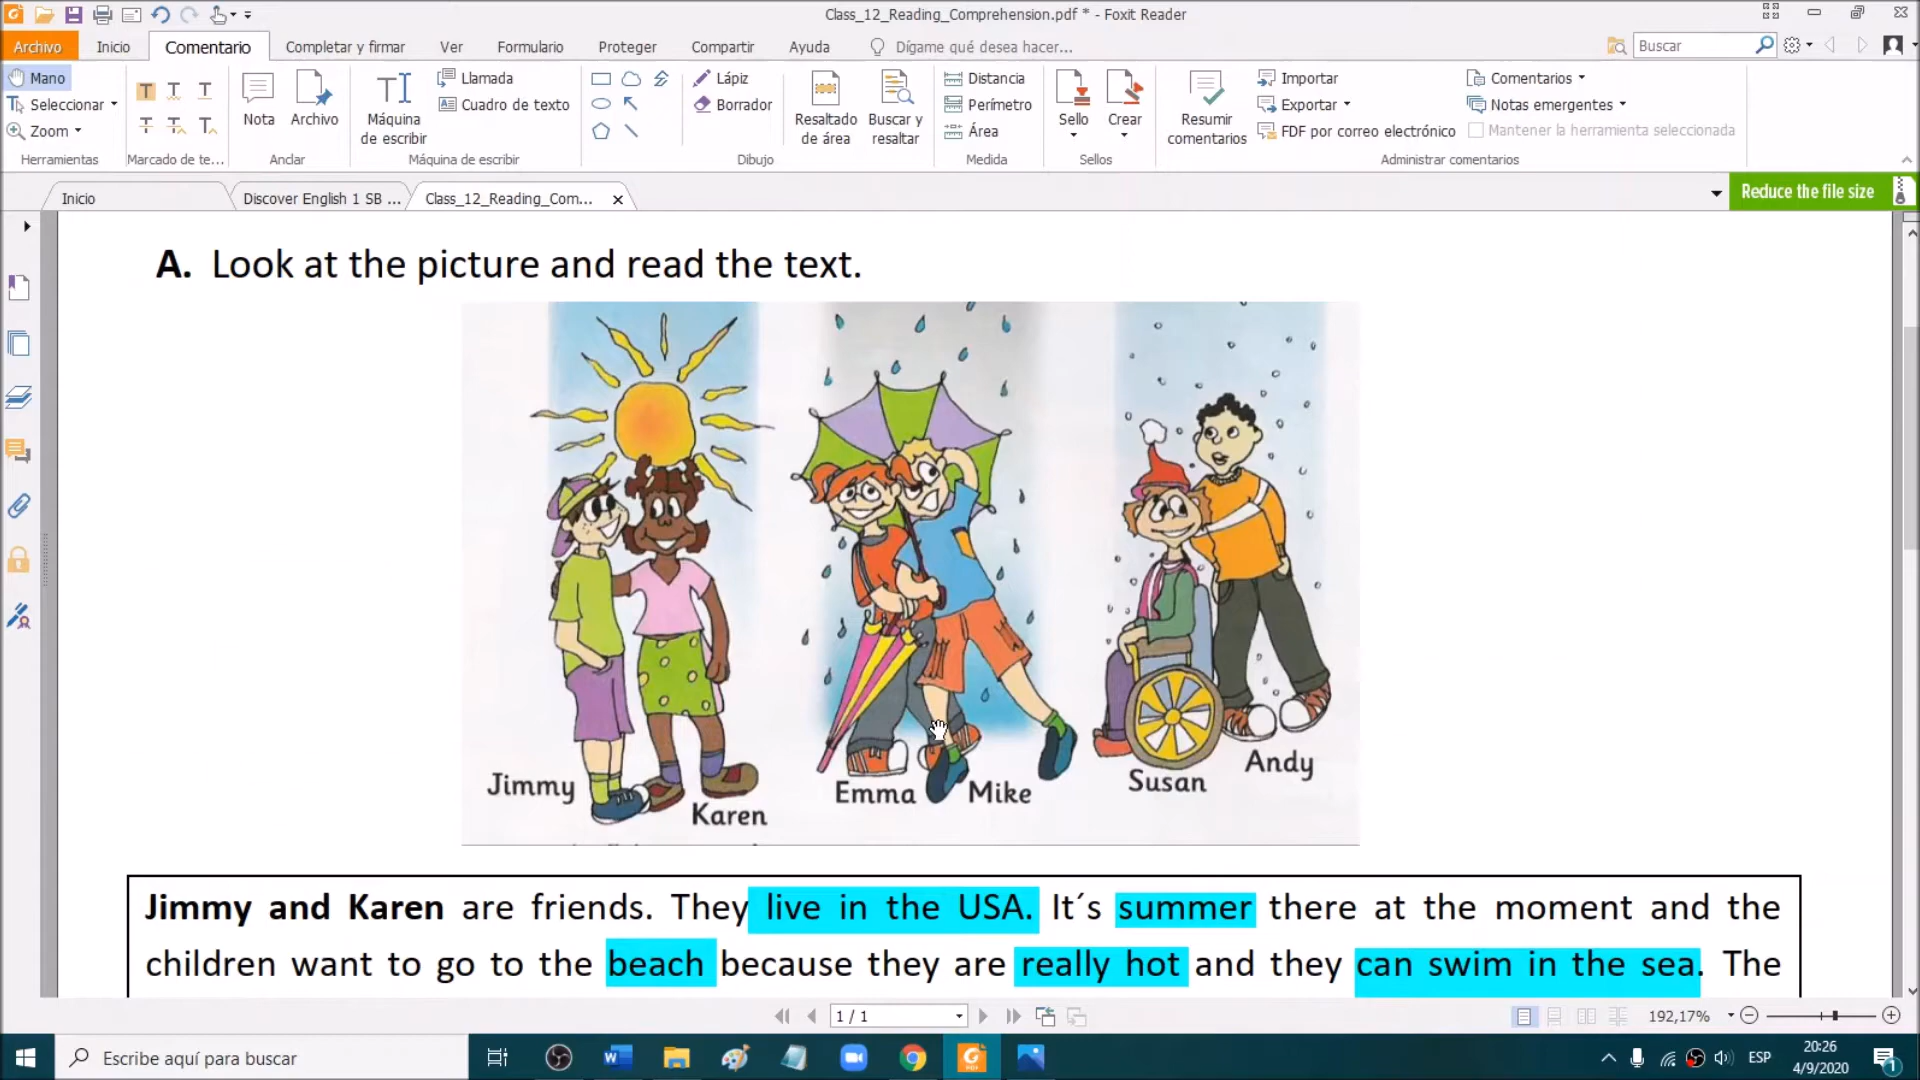 Class_12_Reading_Comprehension.pdf * - Foxit Reader
Archivo Inicio Comentario Completar y firmar Ver Formulario Proteger Compartir Ayuda Dígame qué desea hacer... Buscar
Mano
Seleccionar
Zoom
Herramientas
Marcado de te...
Nota
Archivo
Anclar
Máquina de escribir
Llamada
Cuadro de texto
Máquina de escribir
Lápiz
Borrador
Dibujo
Resaltado de área
Buscar y resaltar
Distancia
Perímetro
Área
Medida
Sello
Crear
Sellos
Resumir comentarios
Importar
Exportar
FDF por correo electrónico
Comentarios
Notas emergentes
Mantener la herramienta seleccionada
Administrar comentarios
Inicio
Discover English 1 SB ...
Class_12_Reading_Com...
Reduce the file size
A. Look at the picture and read the text.
Jimmy
Karen
Emma
Mike
Susan
Andy
Jimmy and Karen are friends. They live in the USA. It´s summer there at the moment and the
children want to go to the beach because they are really hot and they can swim in the sea. The
1 / 1
192,17%
Escribe aquí para buscar
ESP
20:26
4/9/2020
1